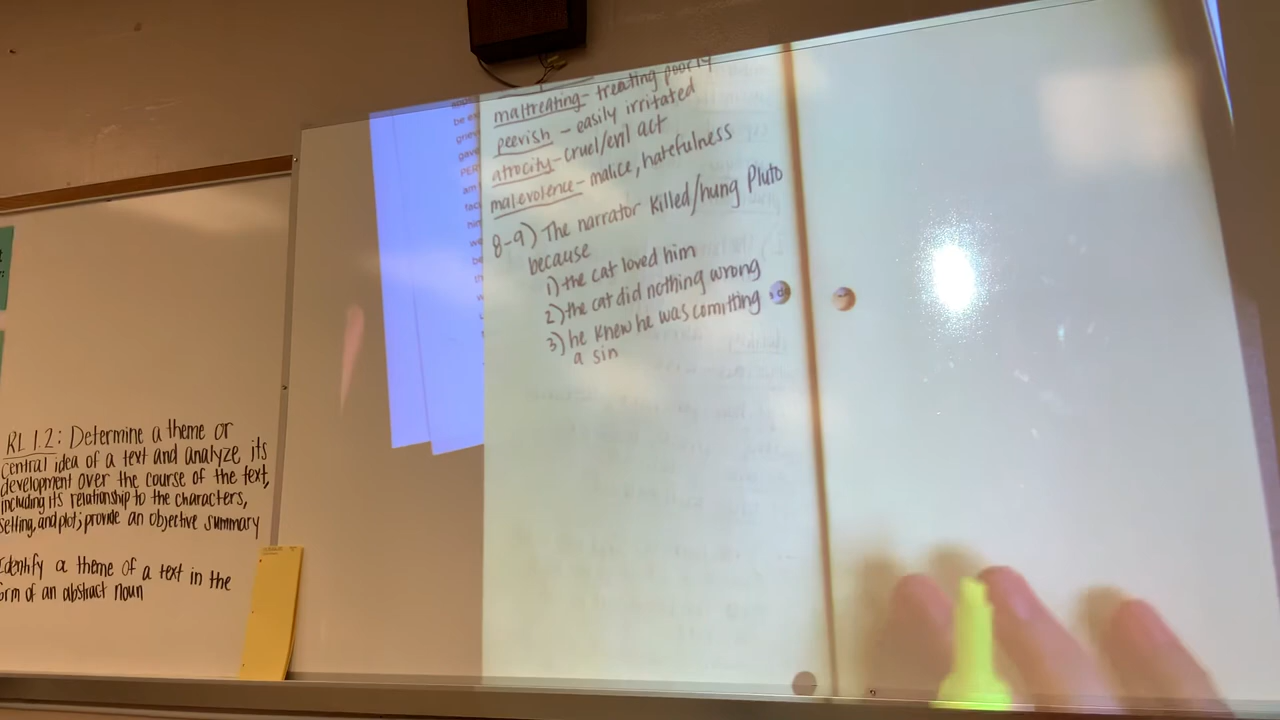 RL 1.2: Determine a theme or
central idea of a text and analyze its
development over the course of the text,
including its relationship to the characters,
setting, and plot; provide an objective summary
Identify a theme of a text in the
form of an abstract noun
maltreating- treating poorly
peevish - easily irritated
atrocity- cruel/evil act
malevolence- malice, hatefulness
8-9) The narrator killed/hung Pluto
because
1) the cat loved him
2) the cat did nothing wrong
3) he knew he was comitting
a sin